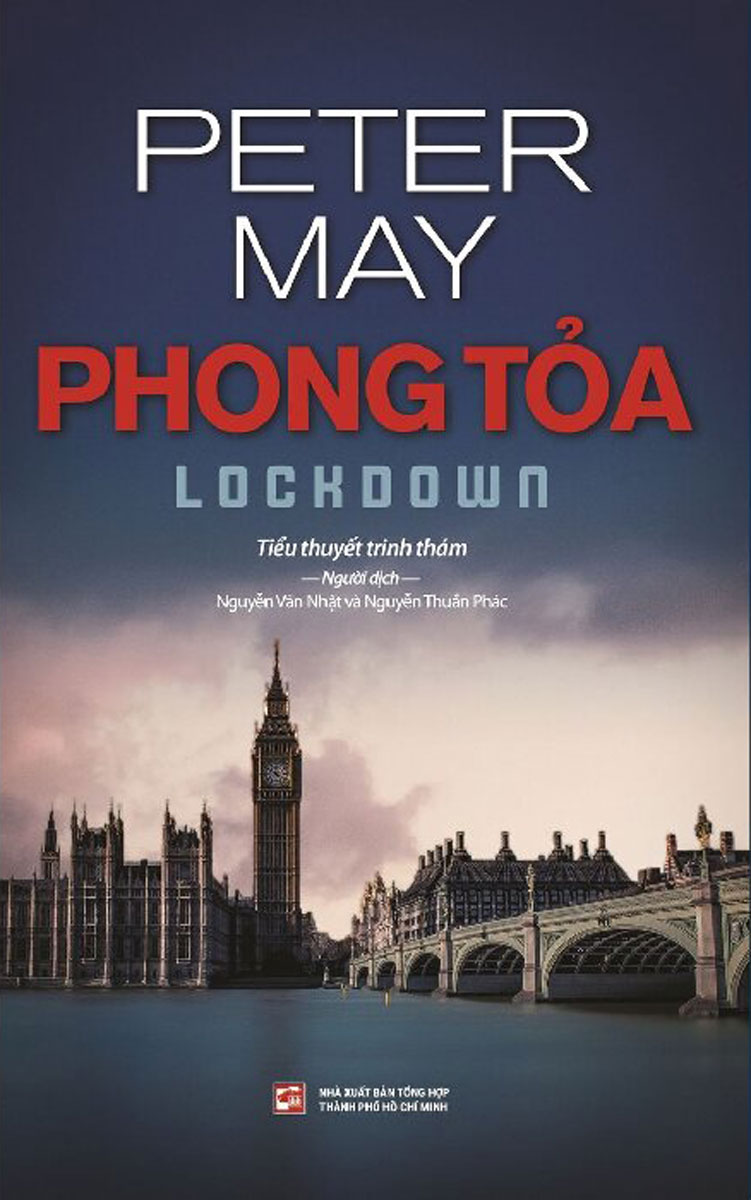 PETER
MAY
PHONG TỎA
LOCKDOWN
Tiểu thuyết trinh thám
— Người dịch —
Nguyễn Văn Nhật và Nguyễn Thuần Phác
NHÀ XUẤT BẢN TỔNG HỢP
THÀNH PHỐ HỒ CHÍ MINH